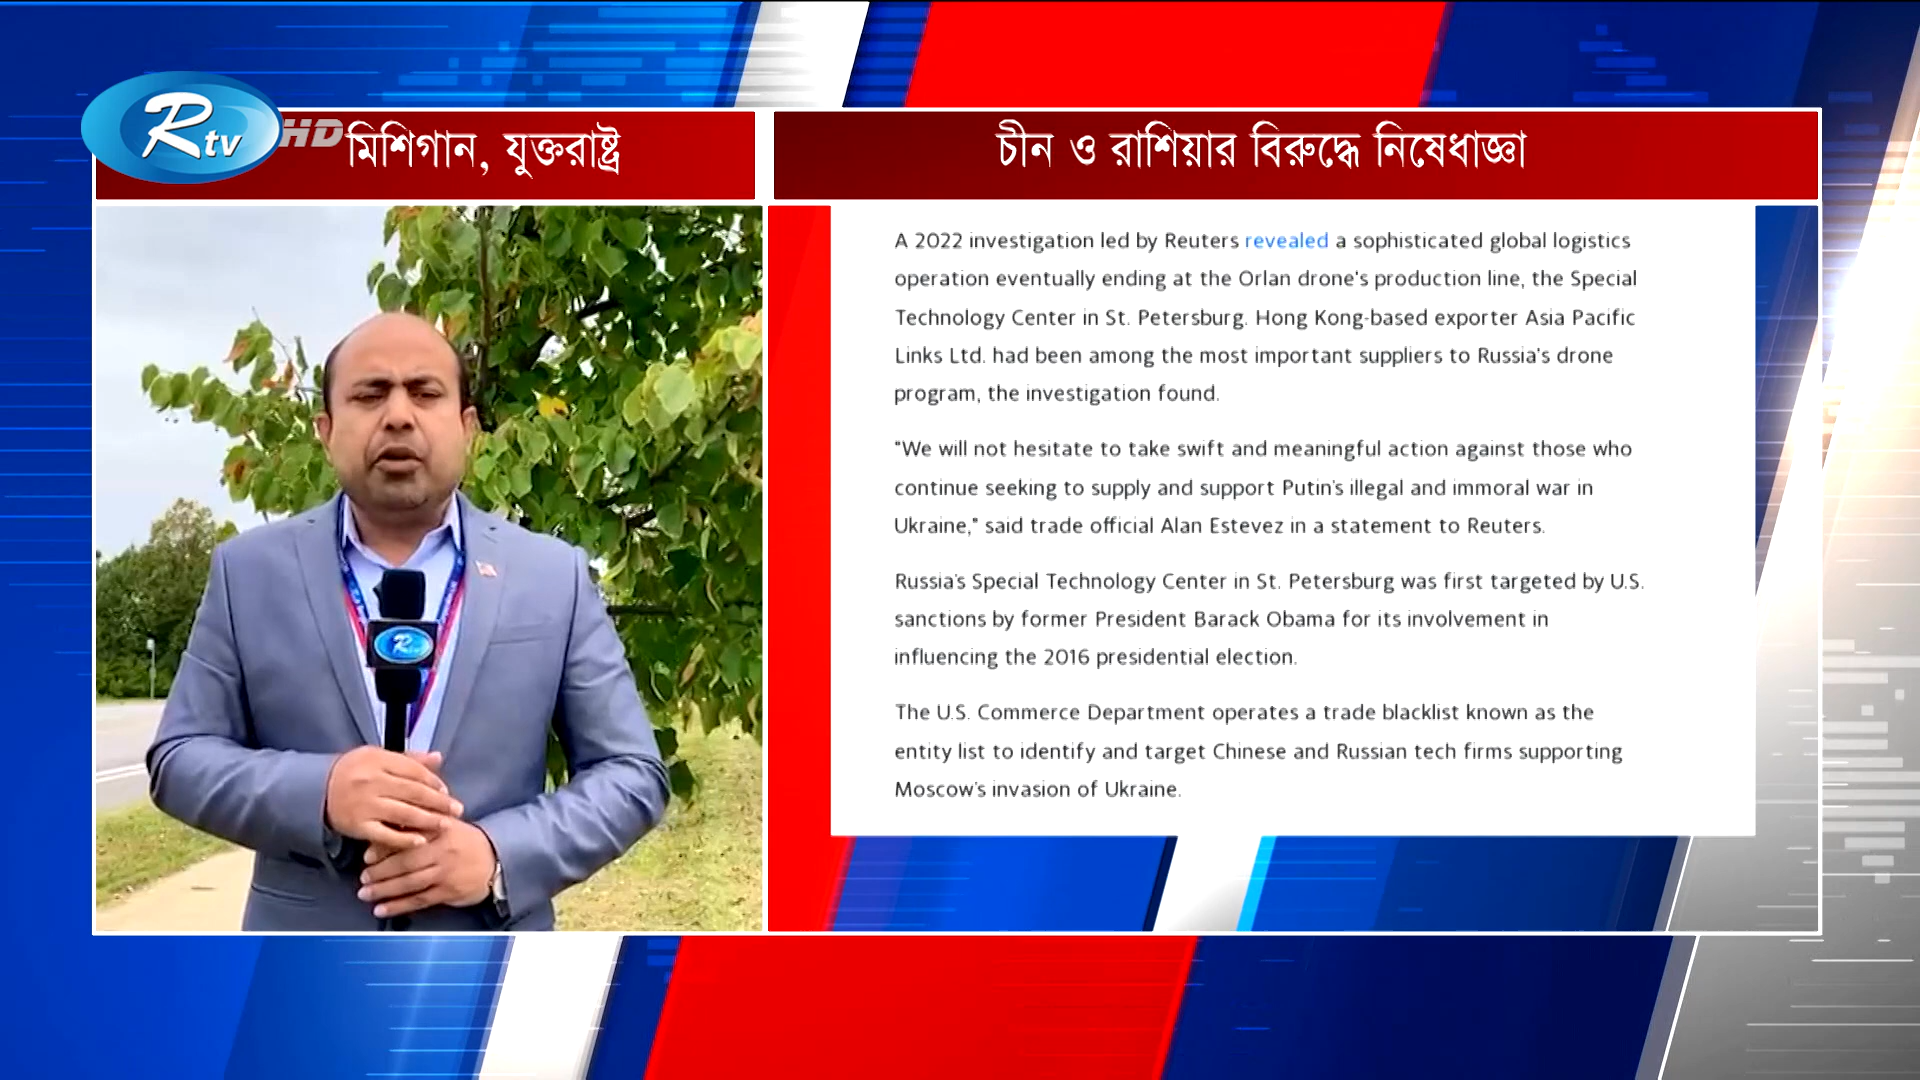 Rtv HD
মিশিগান, যুক্তরাষ্ট্র
চীন ও রাশিয়ার বিরুদ্ধে নিষেধাজ্ঞা
Rtv
A 2022 investigation led by Reuters revealed a sophisticated global logistics
operation eventually ending at the Orlan drone's production line, the Special
Technology Center in St. Petersburg. Hong Kong-based exporter Asia Pacific
Links Ltd. had been among the most important suppliers to Russia's drone
program, the investigation found.
"We will not hesitate to take swift and meaningful action against those who
continue seeking to supply and support Putin's illegal and immoral war in
Ukraine," said trade official Alan Estevez in a statement to Reuters.
Russia's Special Technology Center in St. Petersburg was first targeted by U.S.
sanctions by former President Barack Obama for its involvement in
influencing the 2016 presidential election.
The U.S. Commerce Department operates a trade blacklist known as the
entity list to identify and target Chinese and Russian tech firms supporting
Moscow's invasion of Ukraine.